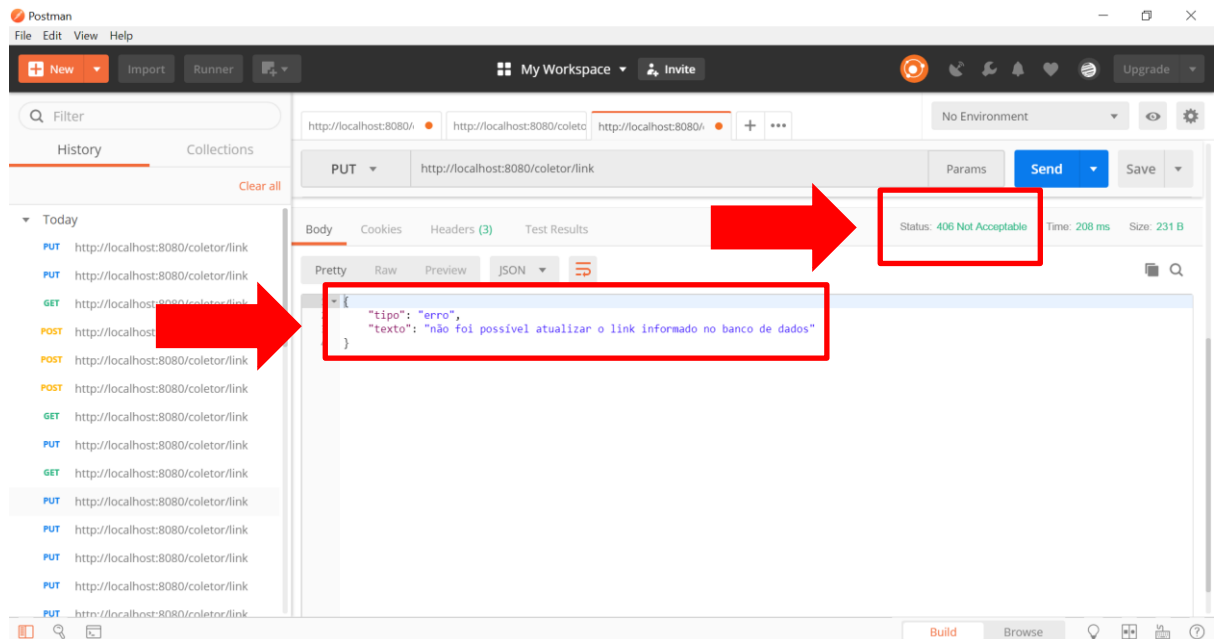 Postman
File Edit View Help
New Import Runner My Workspace Invite Upgrade
Filter
History Collections
Clear all
Today
PUT http://localhost:8080/coletor/link
PUT http://localhost:8080/coletor/link
GET http://localhost:8080/coletor/link
POST http://localhost
POST http://localhost:8080/coletor/link
POST http://localhost:8080/coletor/link
GET http://localhost:8080/coletor/link
PUT http://localhost:8080/coletor/link
GET http://localhost:8080/coletor/link
PUT http://localhost:8080/coletor/link
PUT http://localhost:8080/coletor/link
PUT http://localhost:8080/coletor/link
PUT http://localhost:8080/coletor/link
PUT http://localhost:8080/coletor/link
http://localhost:8080/ http://localhost:8080/coletc http://localhost:8080/ + •••
No Environment
PUT http://localhost:8080/coletor/link Params Send Save
Body Cookies Headers (3) Test Results Status: 406 Not Acceptable Time: 208 ms Size: 231 B
Pretty Raw Preview JSON
{
"tipo": "erro",
"texto": "não foi possível atualizar o link informado no banco de dados"
}
Build Browse